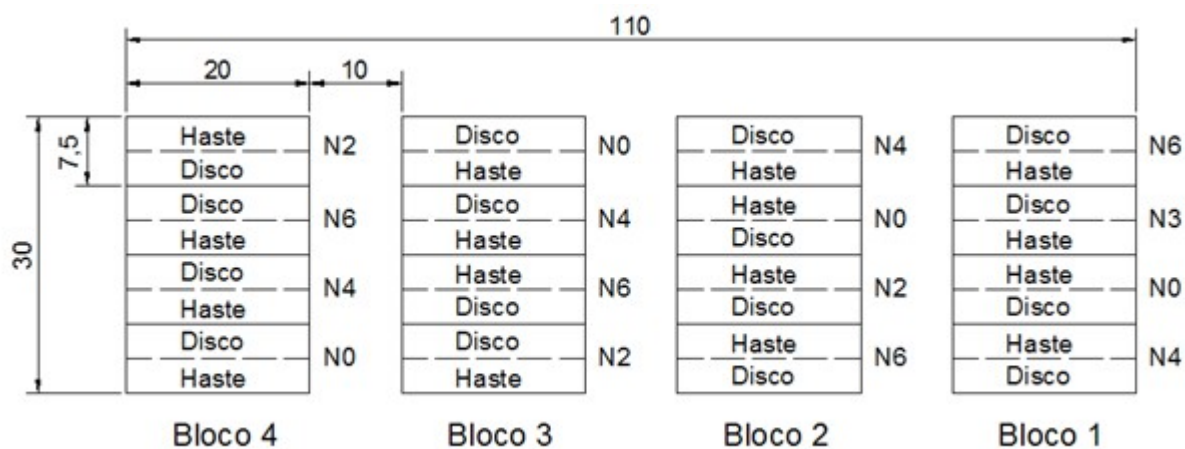 110
20 10
7,5
30
Haste Disco Disco Disco
N2 N0 N4 N6
Disco Haste Haste Haste
Disco Disco Haste Disco
N6 N4 N0 N3
Haste Haste Disco Haste
Disco Haste Haste Haste
N4 N6 N2 N0
Haste Disco Disco Disco
Disco Disco Haste Haste
N0 N2 N6 N4
Haste Haste Disco Disco
Bloco 4 Bloco 3 Bloco 2 Bloco 1